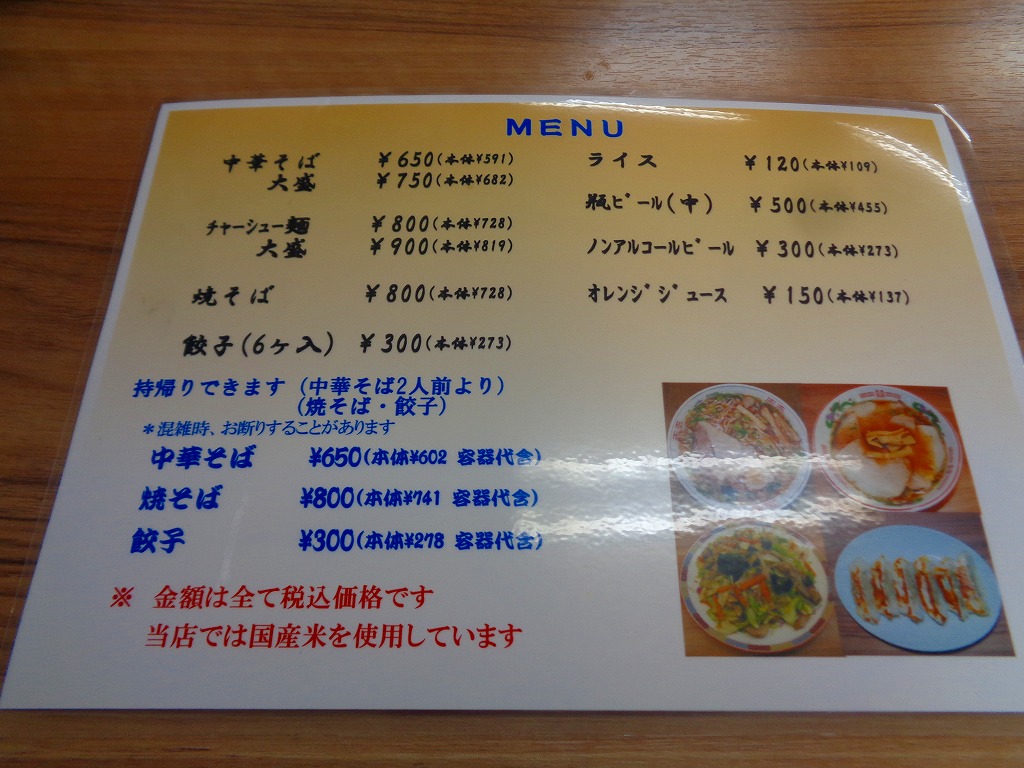 MENU
中華そば ¥650(本体¥591)
大盛 ¥750(本体¥682)
チャーシュー麺 ¥800(本体¥728)
大盛 ¥900(本体¥819)
焼そば ¥800(本体¥728)
餃子(6ヶ入) ¥300(本体¥273)
ライス ¥120(本体¥109)
瓶ビール(中) ¥500(本体¥455)
ノンアルコールビール ¥300(本体¥273)
オレンジジュース ¥150(本体¥137)
持帰りできます (中華そば2人前より)
(焼そば・餃子)
*混雑時、お断りすることがあります
中華そば ¥650(本体¥602 容器代含)
焼そば ¥800(本体¥741 容器代含)
餃子 ¥300(本体¥278 容器代含)
※ 金額は全て税込価格です
当店では国産米を使用しています